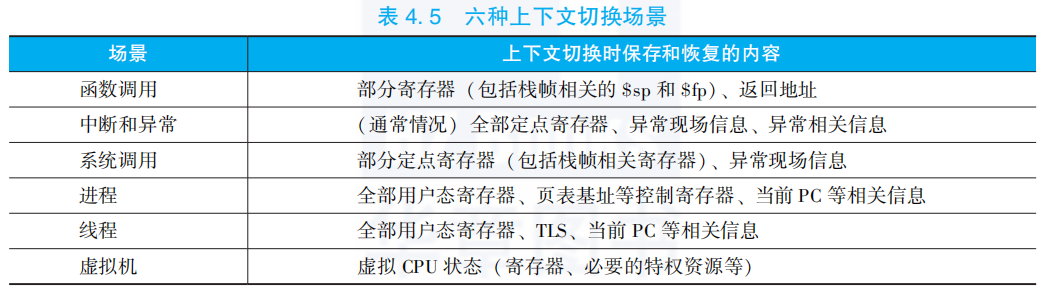 表 4.5 六种上下文切换场景
场景 上下文切换时保存和恢复的内容
函数调用 部分寄存器（包括栈帧相关的 $sp 和 $fp）、返回地址
中断和异常 （通常情况）全部定点寄存器、异常现场信息、异常相关信息
系统调用 部分定点寄存器（包括栈帧相关寄存器）、异常现场信息
进程 全部用户态寄存器、页表基址等控制寄存器、当前 PC 等相关信息
线程 全部用户态寄存器、TLS、当前 PC 等相关信息
虚拟机 虚拟 CPU 状态（寄存器、必要的特权资源等）